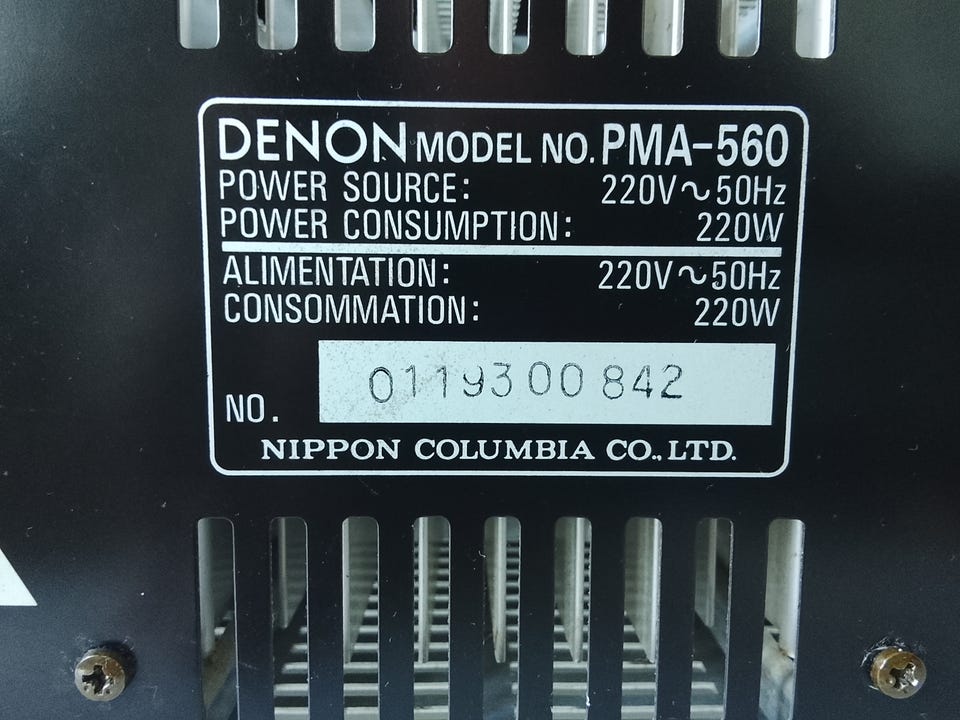 DENON MODEL NO. PMA-560
POWER SOURCE: 220V~50Hz
POWER CONSUMPTION: 220W
ALIMENTATION: 220V~50Hz
CONSOMMATION: 220W
NO. 0119300842
NIPPON COLUMBIA CO., LTD.